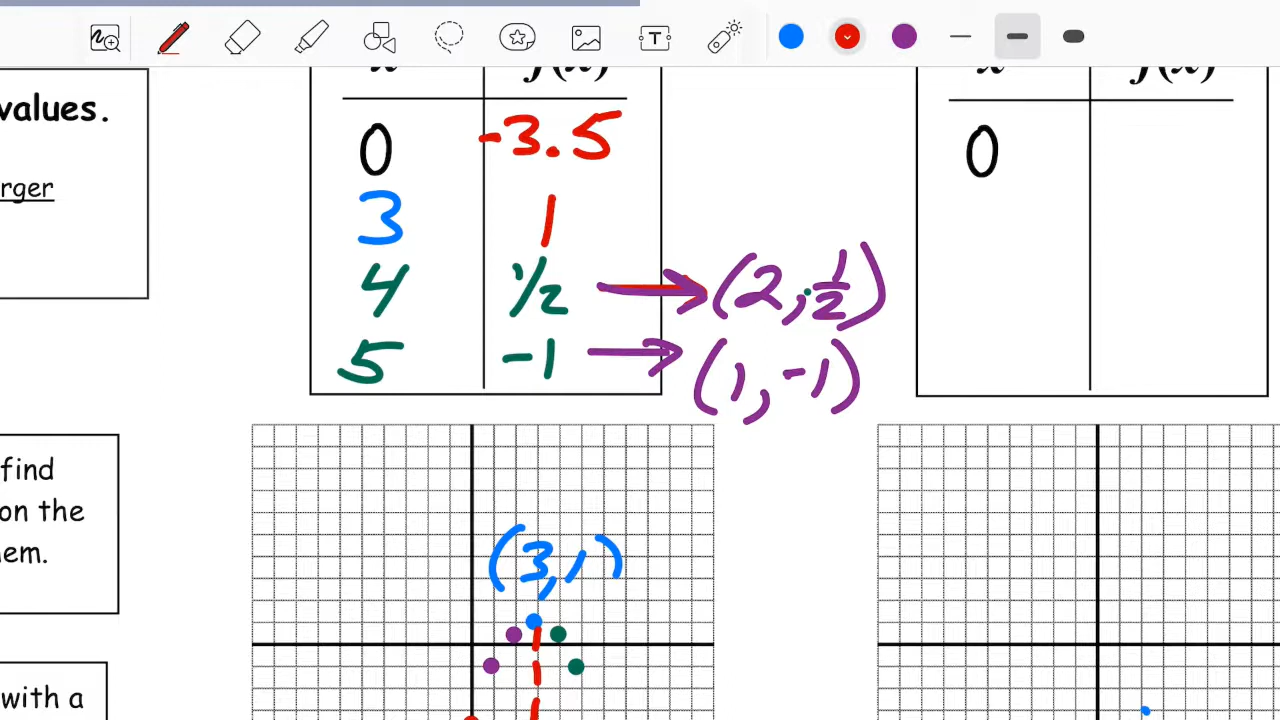 T
values.
x f(x)
x f(x)
0 -3.5
0
rger
3 1
4 1/2 → (2, 1/2)
5 -1 → (1, -1)
find
on the
hem.
(3, 1)
with a